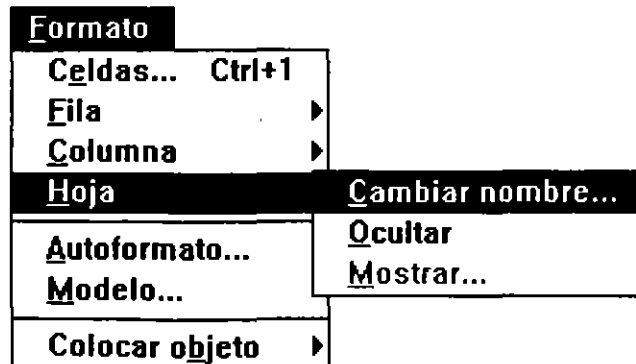 Formato
Celdas... Ctrl+1
Fila
Columna
Hoja
Cambiar nombre...
Ocultar
Mostrar...
Autoformato...
Modelo...
Colocar objeto